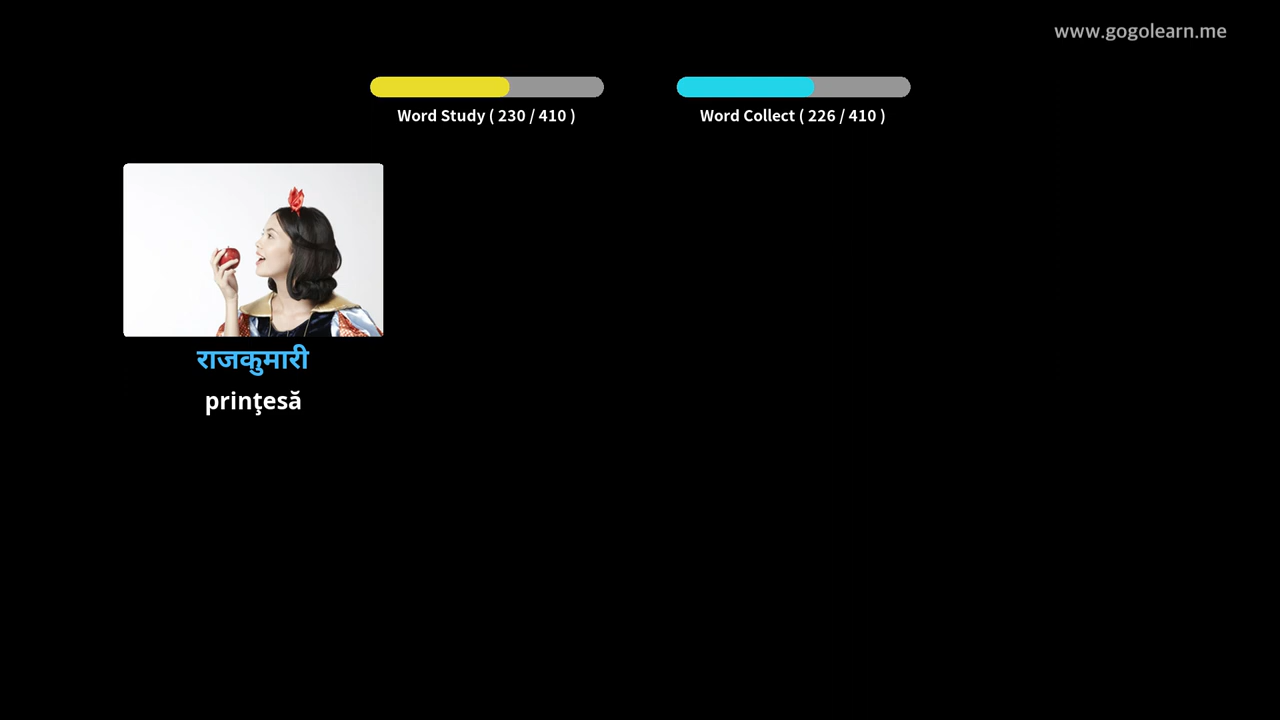 www.gogolearn.me
Word Study ( 230 / 410 )
Word Collect ( 226 / 410 )
राजकुमारी
prinţesă